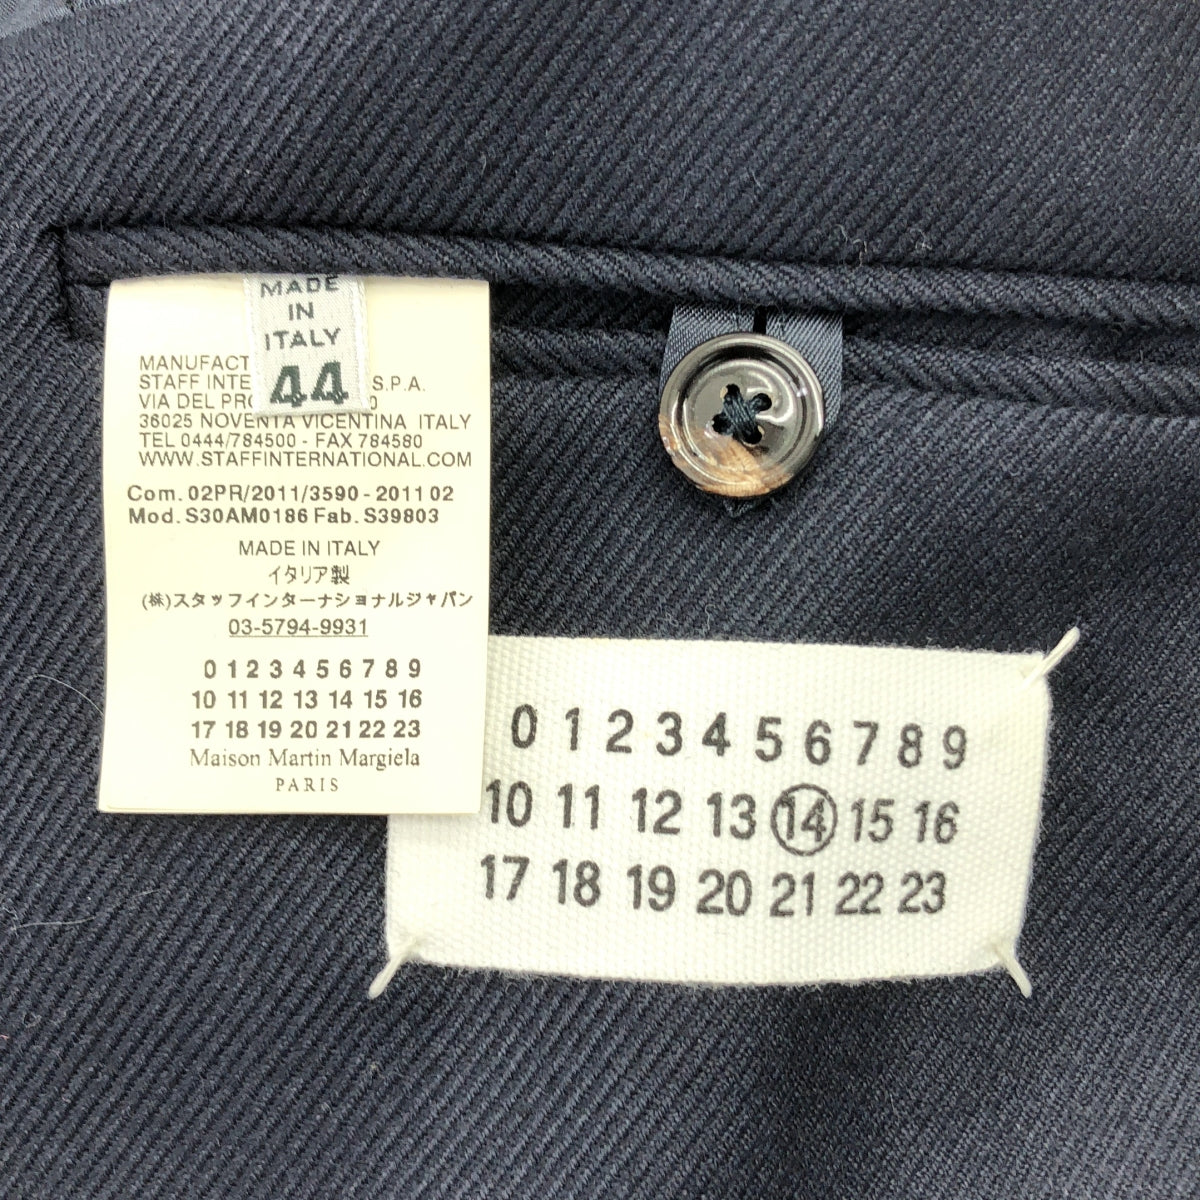 MADE
IN
ITALY
44
MANUFACT
STAFF INTE S.P.A.
VIA DEL PRO 0
36025 NOVENTA VICENTINA ITALY
TEL 0444/784500 - FAX 784580
WWW.STAFFINTERNATIONAL.COM
Com. 02PR/2011/3590 - 2011 02
Mod. S30AM0186 Fab. S39803
MADE IN ITALY
イタリア製
(株)スタッフインターナショナルジャパン
03-5794-9931
0 1 2 3 4 5 6 7 8 9
10 11 12 13 14 15 16
17 18 19 20 21 22 23
Maison Martin Margiela
PARIS
0 1 2 3 4 5 6 7 8 9
10 11 12 13 14 15 16
17 18 19 20 21 22 23